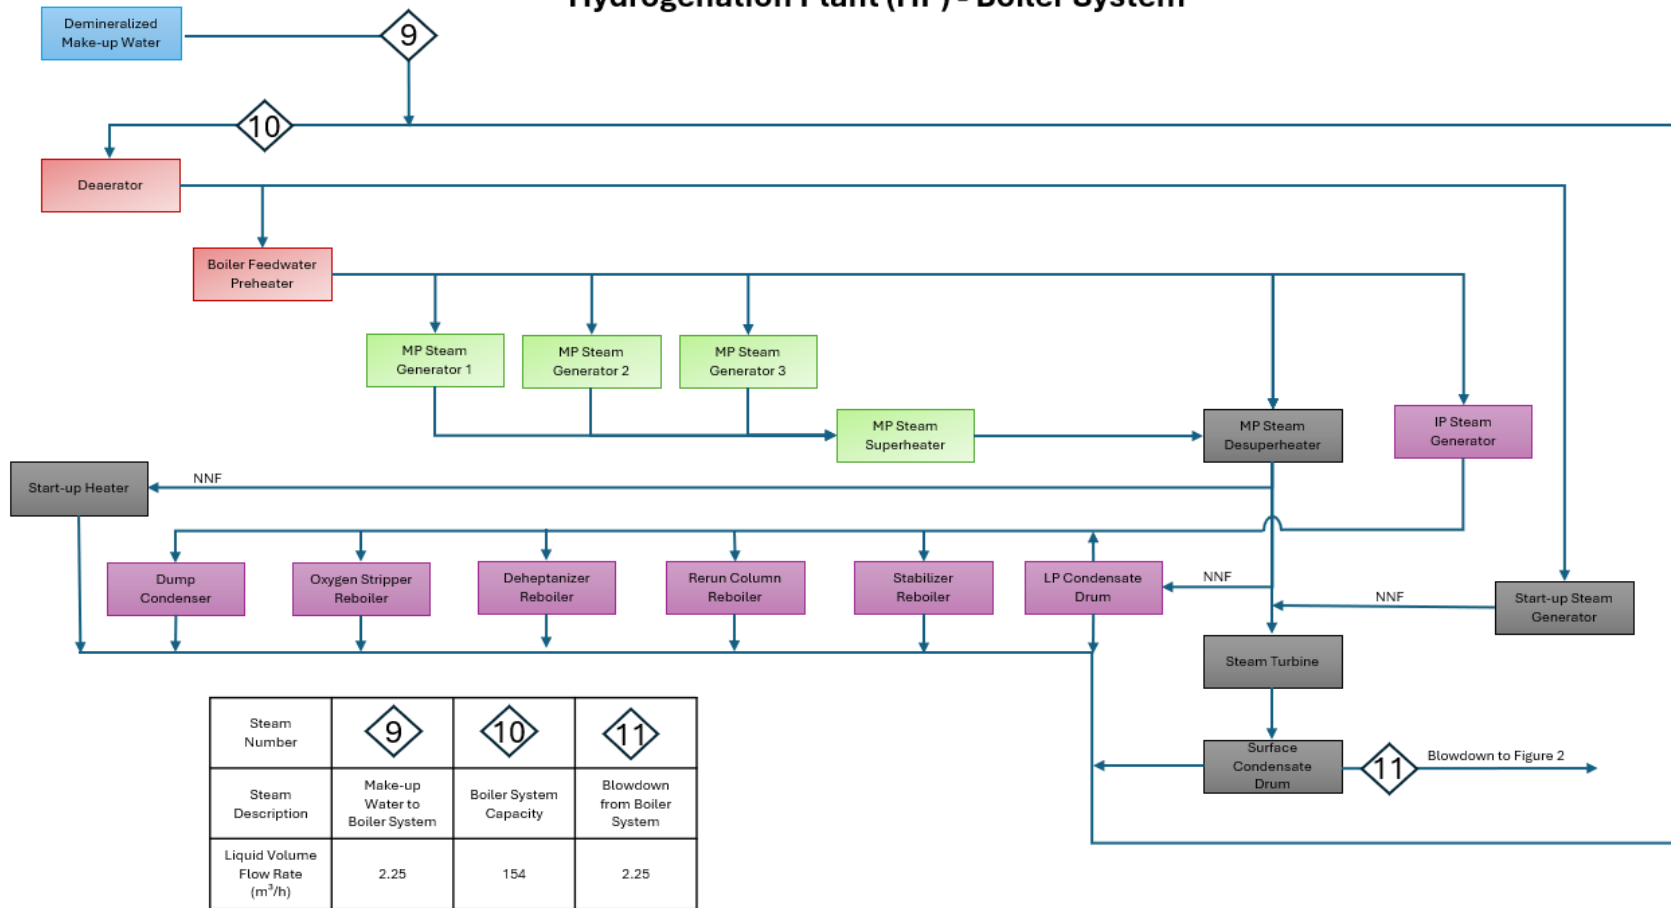 Hydrogenation Plant (HP) - Boiler System
Demineralized
Make-up Water
9
10
Deaerator
Boiler Feedwater
Preheater
MP Steam
Generator 1
MP Steam
Generator 2
MP Steam
Generator 3
MP Steam
Superheater
MP Steam
Desuperheater
IP Steam
Generator
Start-up Heater
NNF
Dump
Condenser
Oxygen Stripper
Reboiler
Deheptanizer
Reboiler
Rerun Column
Reboiler
Stabilizer
Reboiler
LP Condensate
Drum
NNF
NNF
Start-up Steam
Generator
Steam Turbine
Surface
Condensate
Drum
11
Blowdown to Figure 2
Steam
Number
9
10
11
Steam
Description
Make-up
Water to
Boiler System
Boiler System
Capacity
Blowdown
from Boiler
System
Liquid Volume
Flow Rate
(m³/h)
2.25
154
2.25